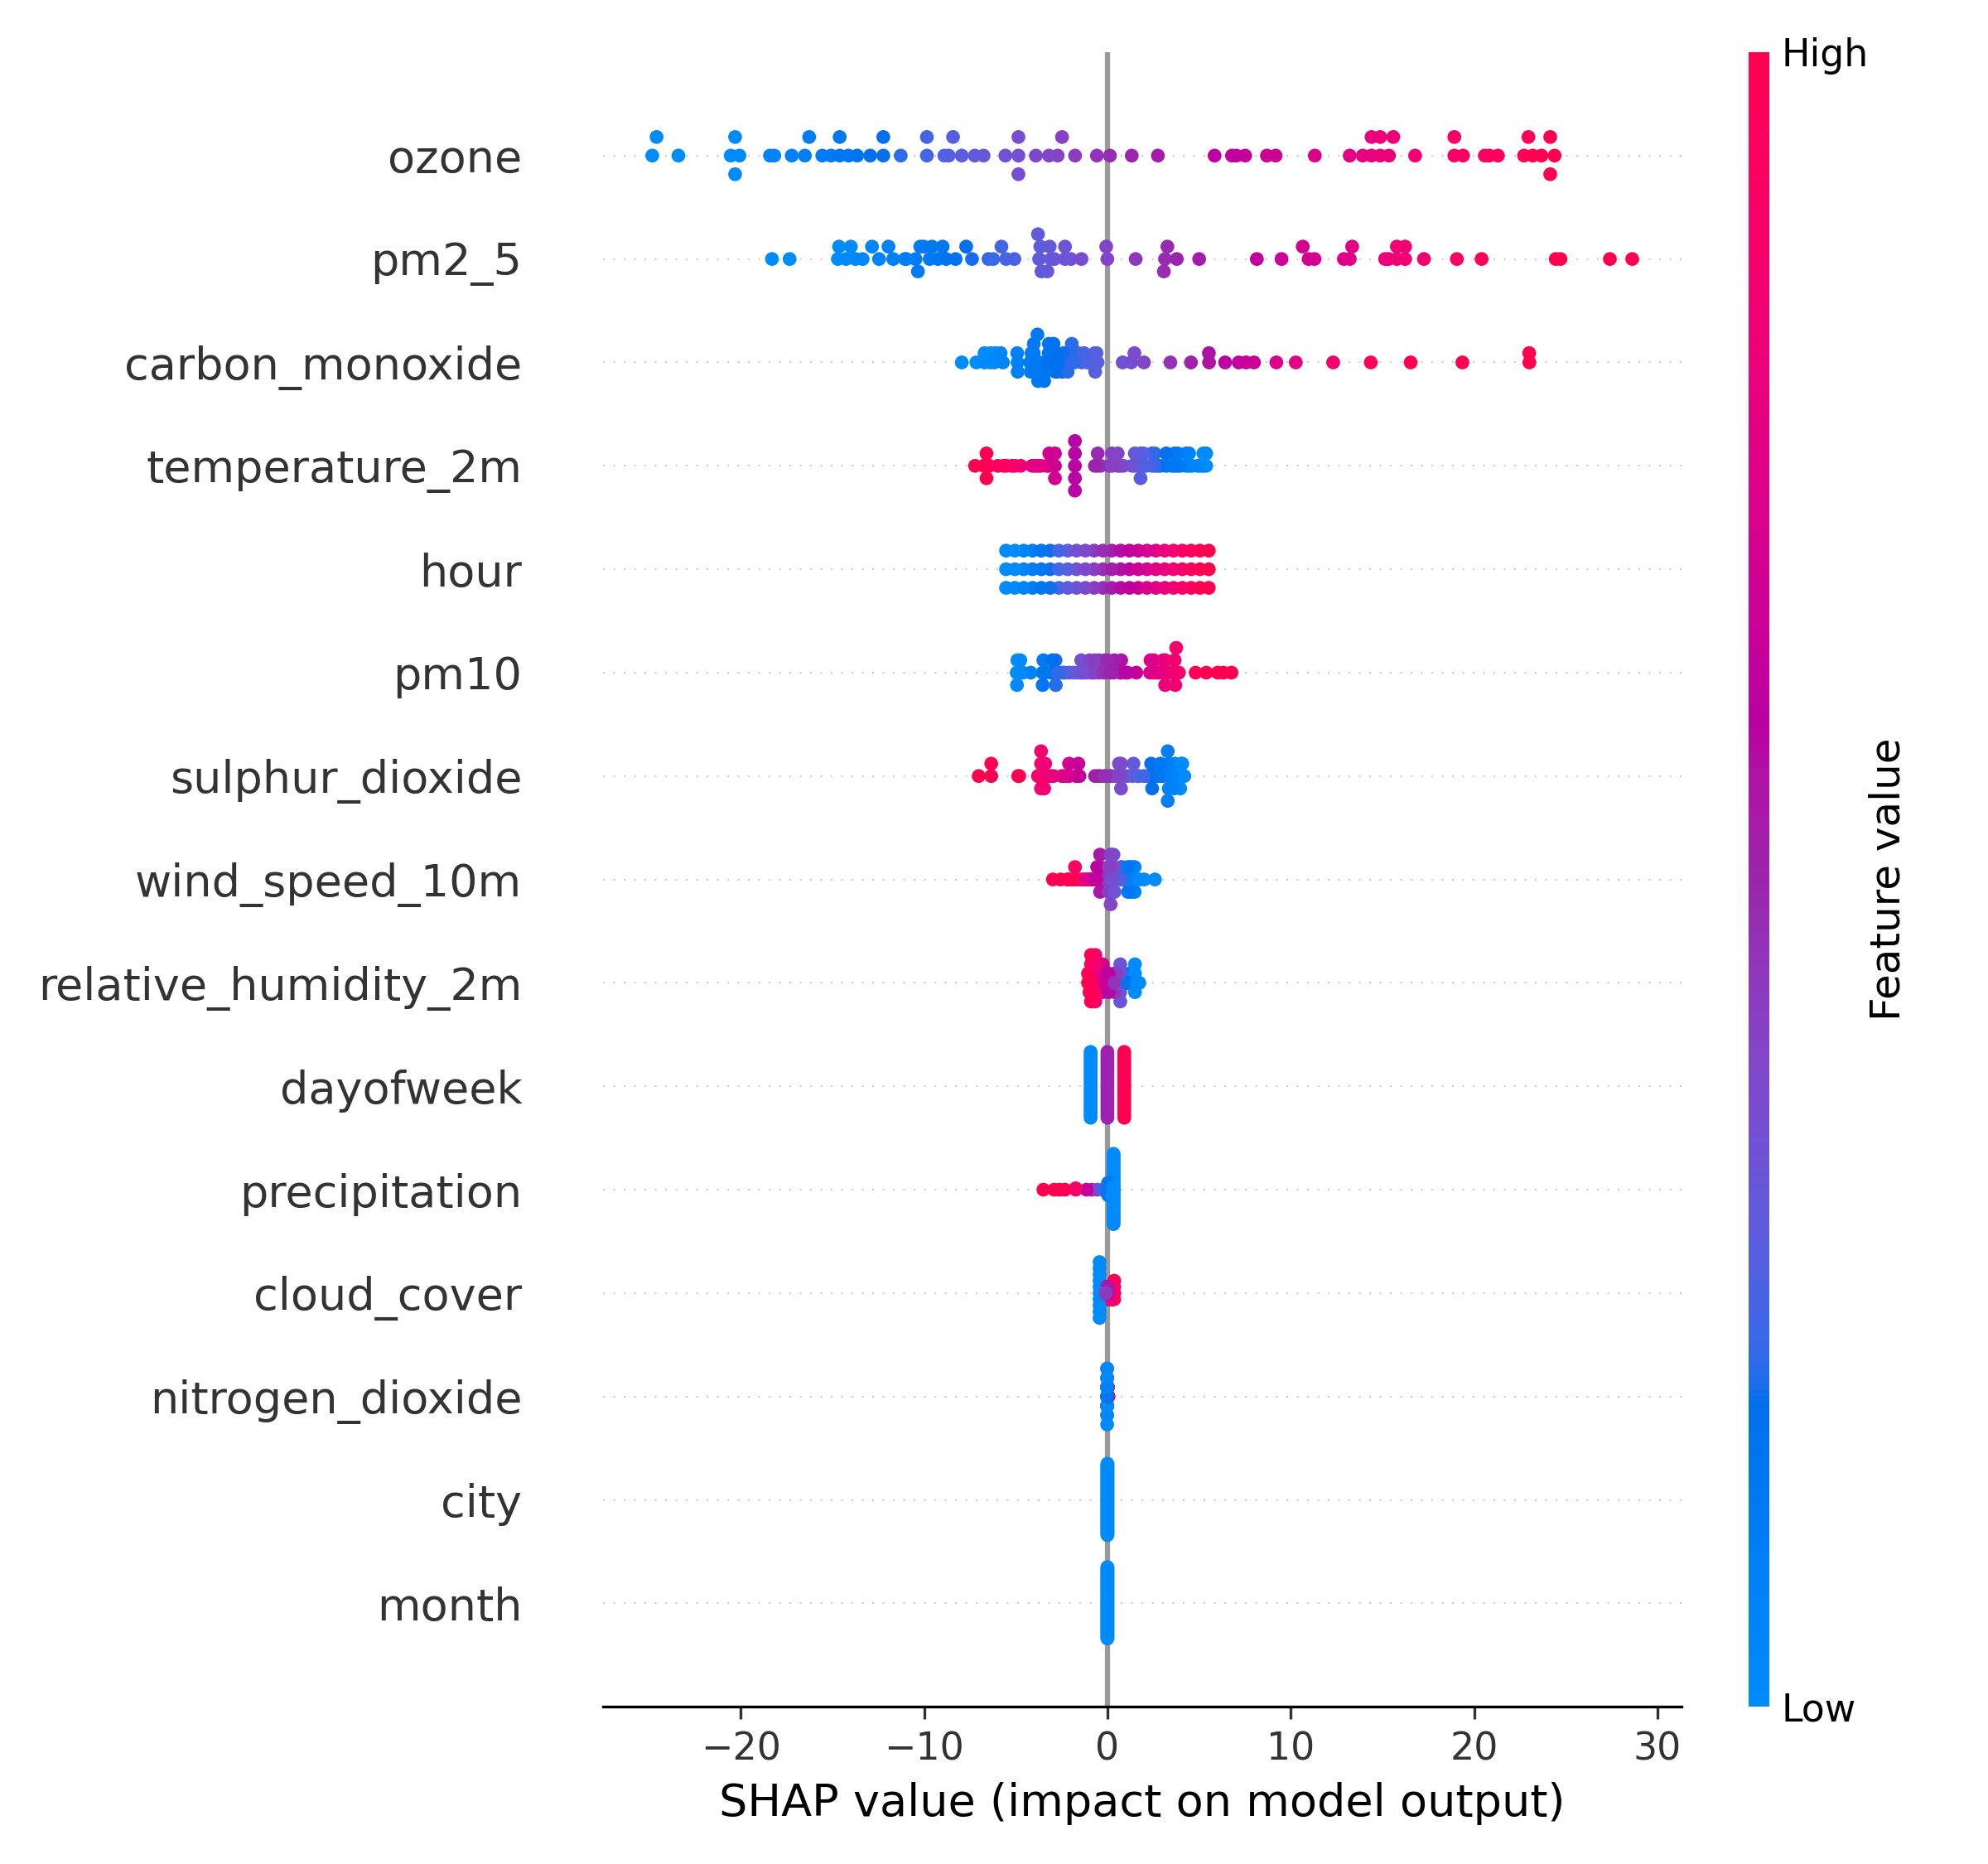 High
ozone
pm2_5
carbon_monoxide
temperature_2m
hour
pm10
sulphur_dioxide
wind_speed_10m
relative_humidity_2m
dayofweek
precipitation
cloud_cover
nitrogen_dioxide
city
month
Feature value
Low
−20 −10 0 10 20 30
SHAP value (impact on model output)